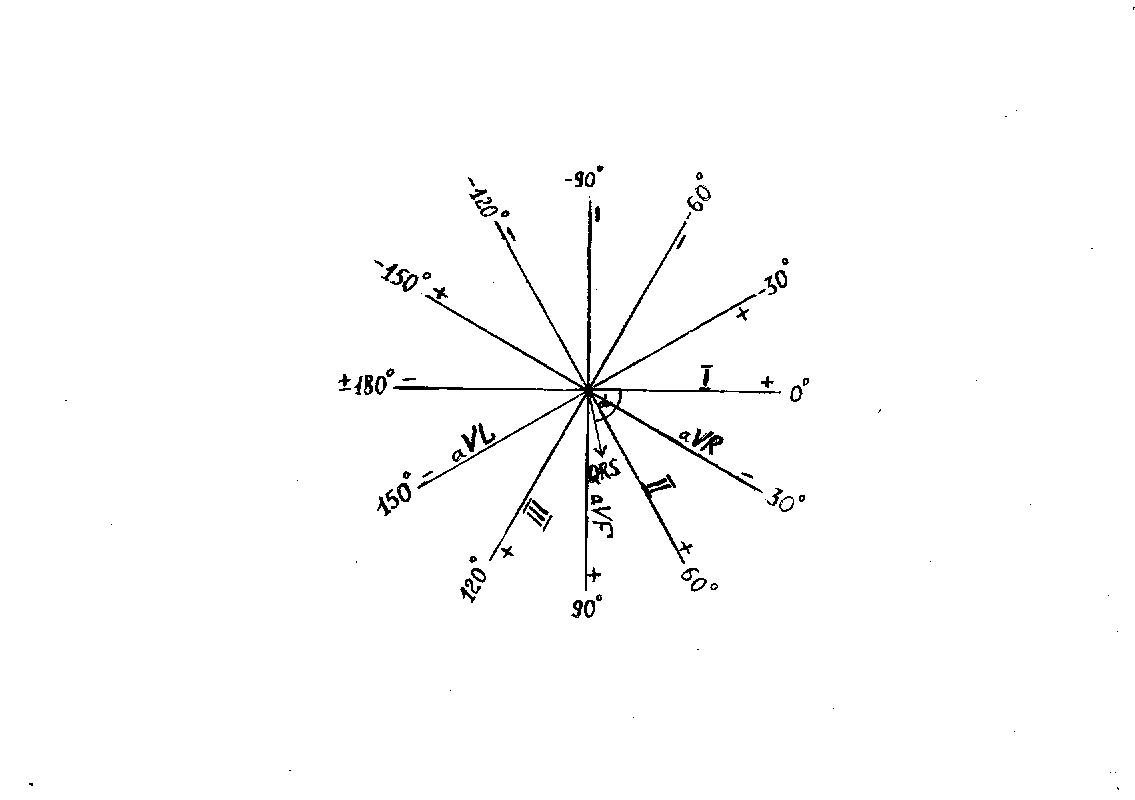 -90°
-120° -
-60° -
-150° +
-30° +
±180° -
I + 0°
α
aVL
aVR
150° -
- 30°
QRS
II
III
aVF
120° +
+ 60°
+
90°